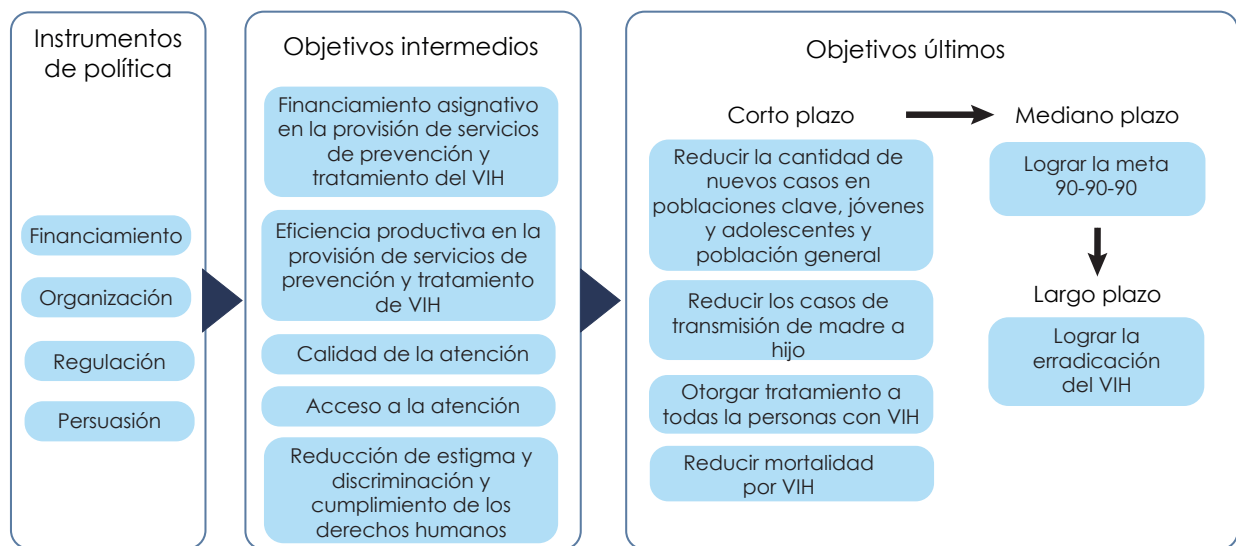 Instrumentos
de política
Financiamiento
Organización
Regulación
Persuasión
Objetivos intermedios
Financiamiento asignativo
en la provisión de servicios
de prevención y
tratamiento del VIH
Eficiencia productiva en la
provisión de servicios de
prevención y tratamiento
de VIH
Calidad de la atención
Acceso a la atención
Reducción de estigma y
discriminación y
cumplimiento de los
derechos humanos
Objetivos últimos
Corto plazo
Reducir la cantidad de
nuevos casos en
poblaciones clave, jóvenes
y adolescentes y
población general
Reducir los casos de
transmisión de madre a
hijo
Otorgar tratamiento a
todas la personas con VIH
Reducir mortalidad
por VIH
Mediano plazo
Lograr la meta
90-90-90
Largo plazo
Lograr la
erradicación
del VIH